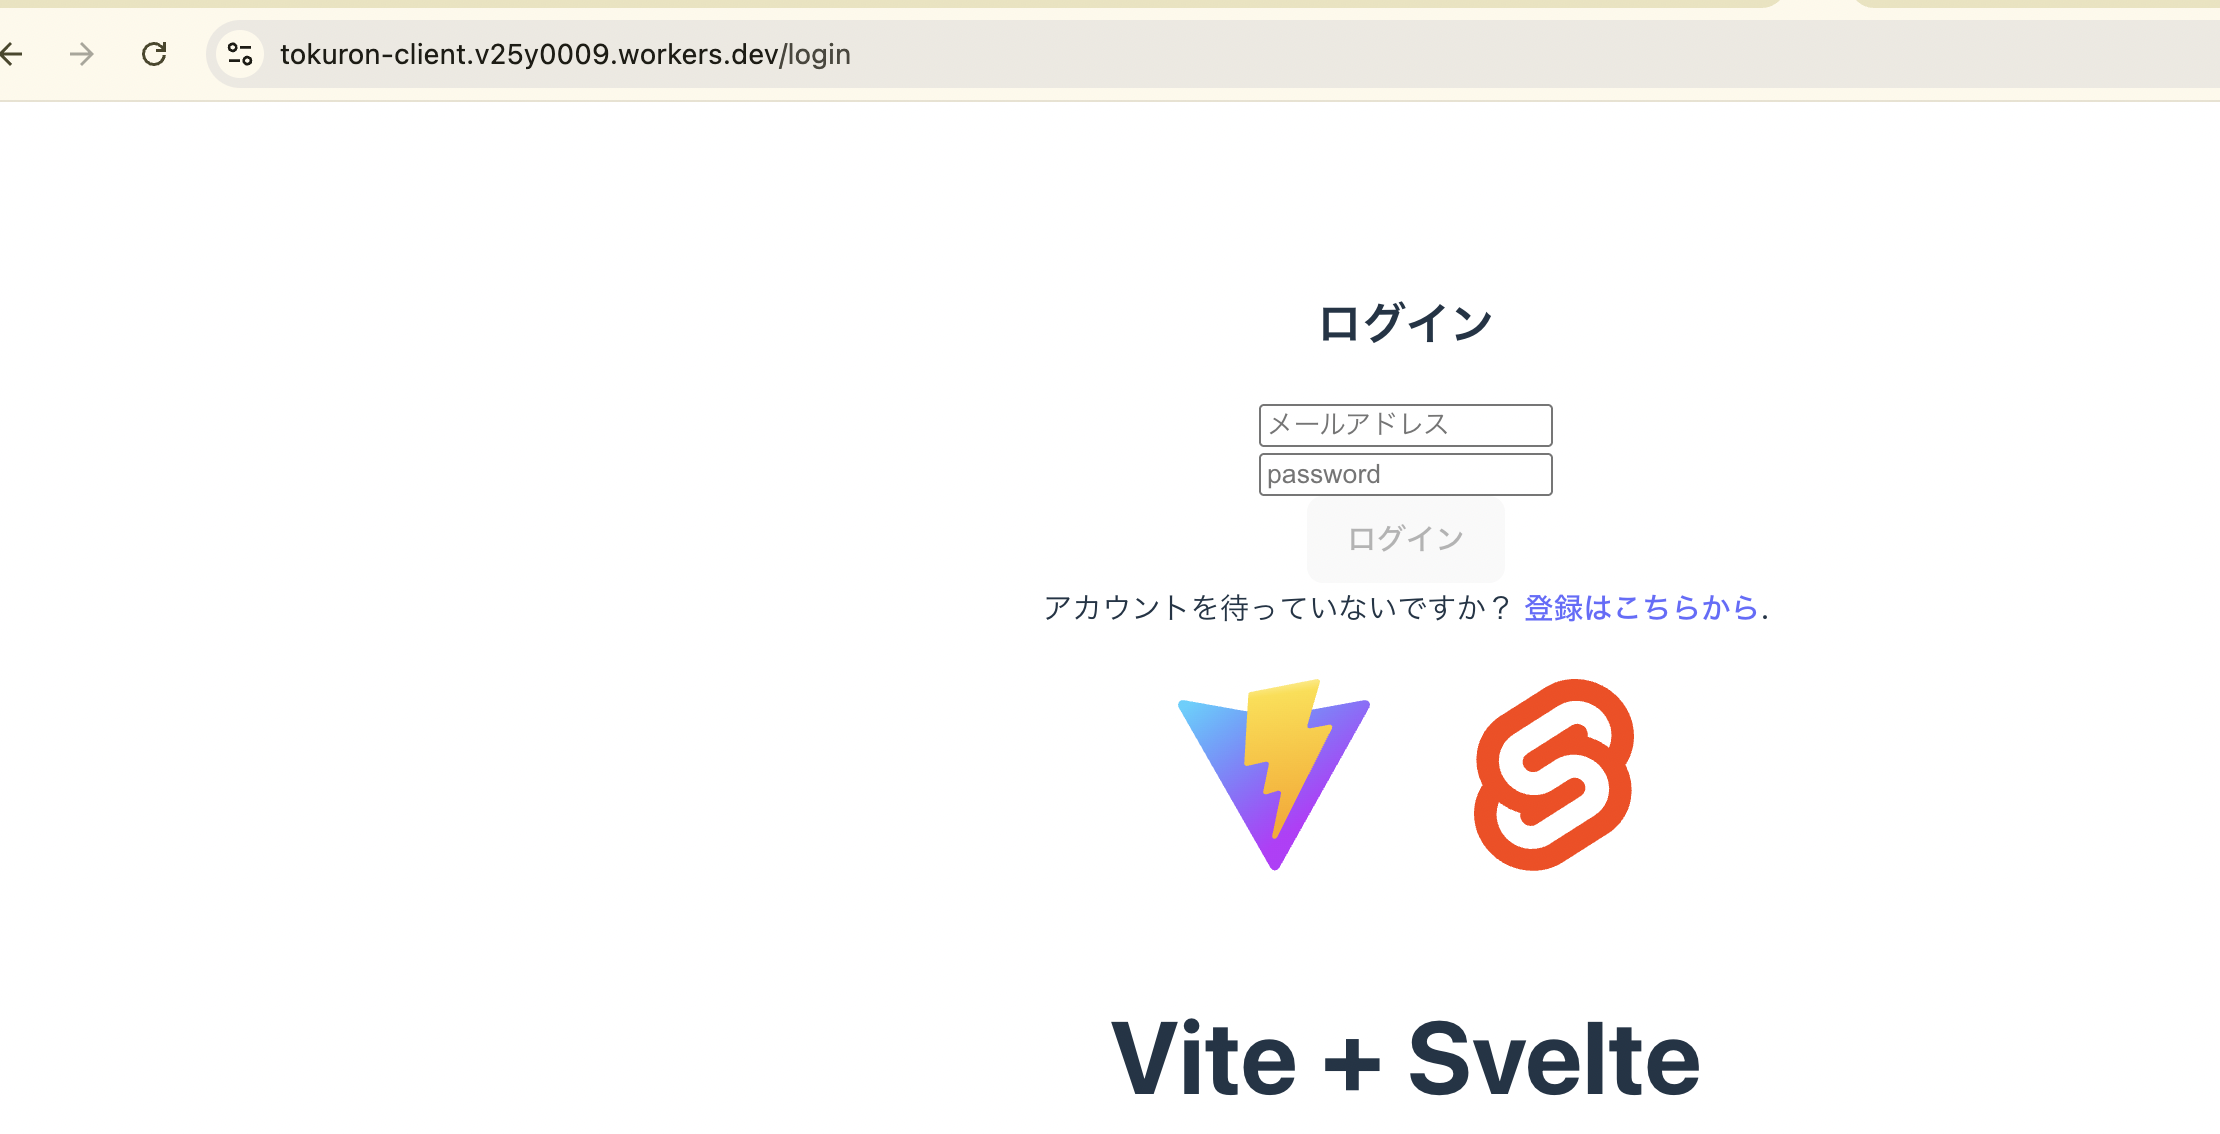 tokuron-client.v25y0009.workers.dev/login
ログイン
メールアドレス
password
ログイン
アカウントを待っていないですか？ 登録はこちらから.
Vite + Svelte